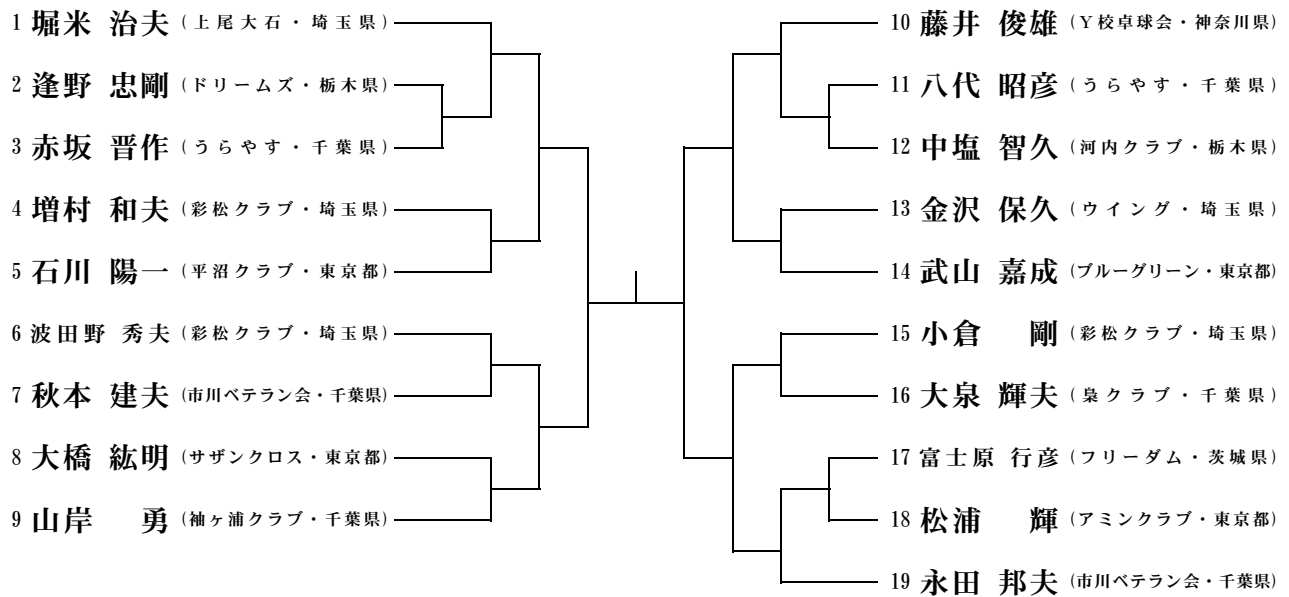 1 堀米 治夫 (上尾大石・埼玉県)
2 逢野 忠剛 (ドリームズ・栃木県)
3 赤坂 晋作 (うらやす・千葉県)
4 増村 和夫 (彩松クラブ・埼玉県)
5 石川 陽一 (平沼クラブ・東京都)
6 波田野 秀夫 (彩松クラブ・埼玉県)
7 秋本 建夫 (市川ベテラン会・千葉県)
8 大橋 紘明 (サザンクロス・東京都)
9 山岸 勇 (袖ヶ浦クラブ・千葉県)
10 藤井 俊雄 (Y校卓球会・神奈川県)
11 八代 昭彦 (うらやす・千葉県)
12 中塩 智久 (河内クラブ・栃木県)
13 金沢 保久 (ウイング・埼玉県)
14 武山 嘉成 (ブルーグリーン・東京都)
15 小倉 剛 (彩松クラブ・埼玉県)
16 大泉 輝夫 (梟クラブ・千葉県)
17 富士原 行彦 (フリーダム・茨城県)
18 松浦 輝 (アミンクラブ・東京都)
19 永田 邦夫 (市川ベテラン会・千葉県)